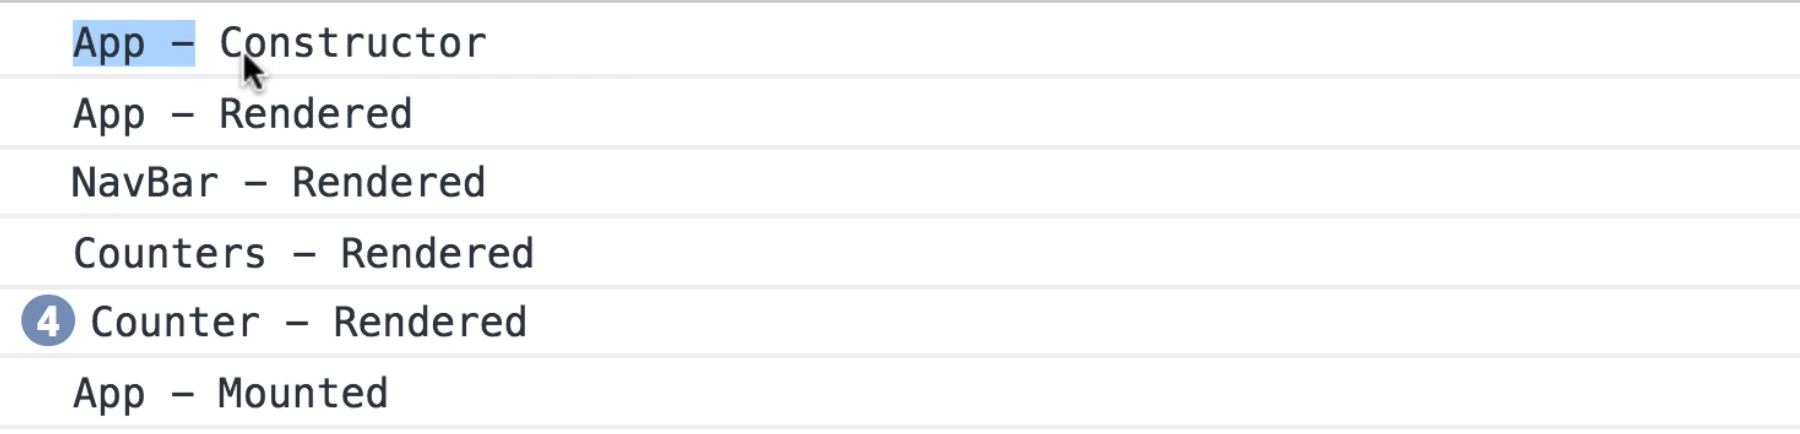 App - Constructor
App - Rendered
NavBar - Rendered
Counters - Rendered
4 Counter - Rendered
App - Mounted